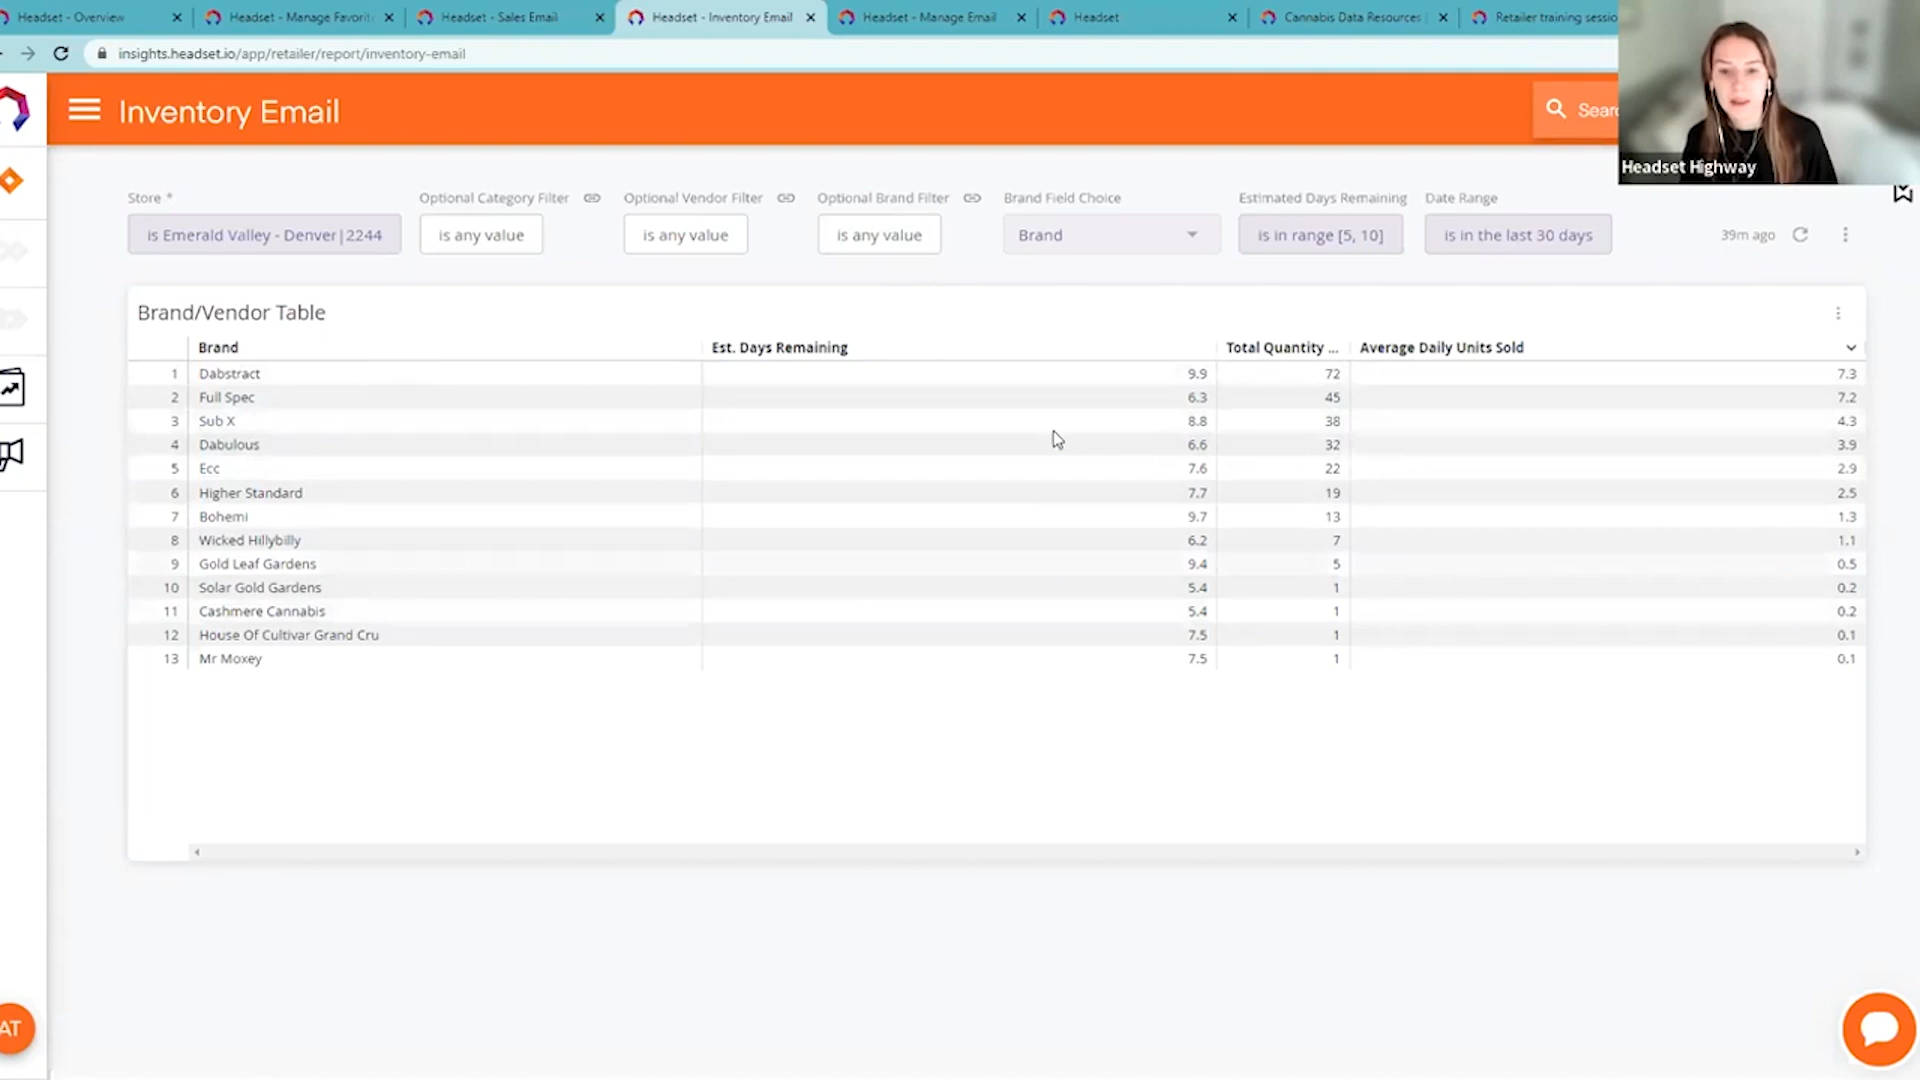 Headset - Overview
Headset - Manage Favorit
Headset - Sales Email
Headset - Inventory Email
Headset - Manage Email
Headset
Cannabis Data Resources
Retailer training sessio
insights.headset.io/app/retailer/report/inventory-email
Inventory Email
Sear
Headset Highway
Store *
Optional Category Filter
Optional Vendor Filter
Optional Brand Filter
Brand Field Choice
Estimated Days Remaining
Date Range
is Emerald Valley - Denver|2244
is any value
is any value
is any value
Brand
is in range [5, 10]
is in the last 30 days
39m ago
Brand/Vendor Table
Brand Est. Days Remaining Total Quantity ... Average Daily Units Sold
1 Dabstract 9.9 72 7.3
2 Full Spec 6.3 45 7.2
3 Sub X 8.8 38 4.3
4 Dabulous 6.6 32 3.9
5 Ecc 7.6 22 2.9
6 Higher Standard 7.7 19 2.5
7 Bohemi 9.7 13 1.3
8 Wicked Hillybilly 6.2 7 1.1
9 Gold Leaf Gardens 9.4 5 0.5
10 Solar Gold Gardens 5.4 1 0.2
11 Cashmere Cannabis 5.4 1 0.2
12 House Of Cultivar Grand Cru 7.5 1 0.1
13 Mr Moxey 7.5 1 0.1
AT